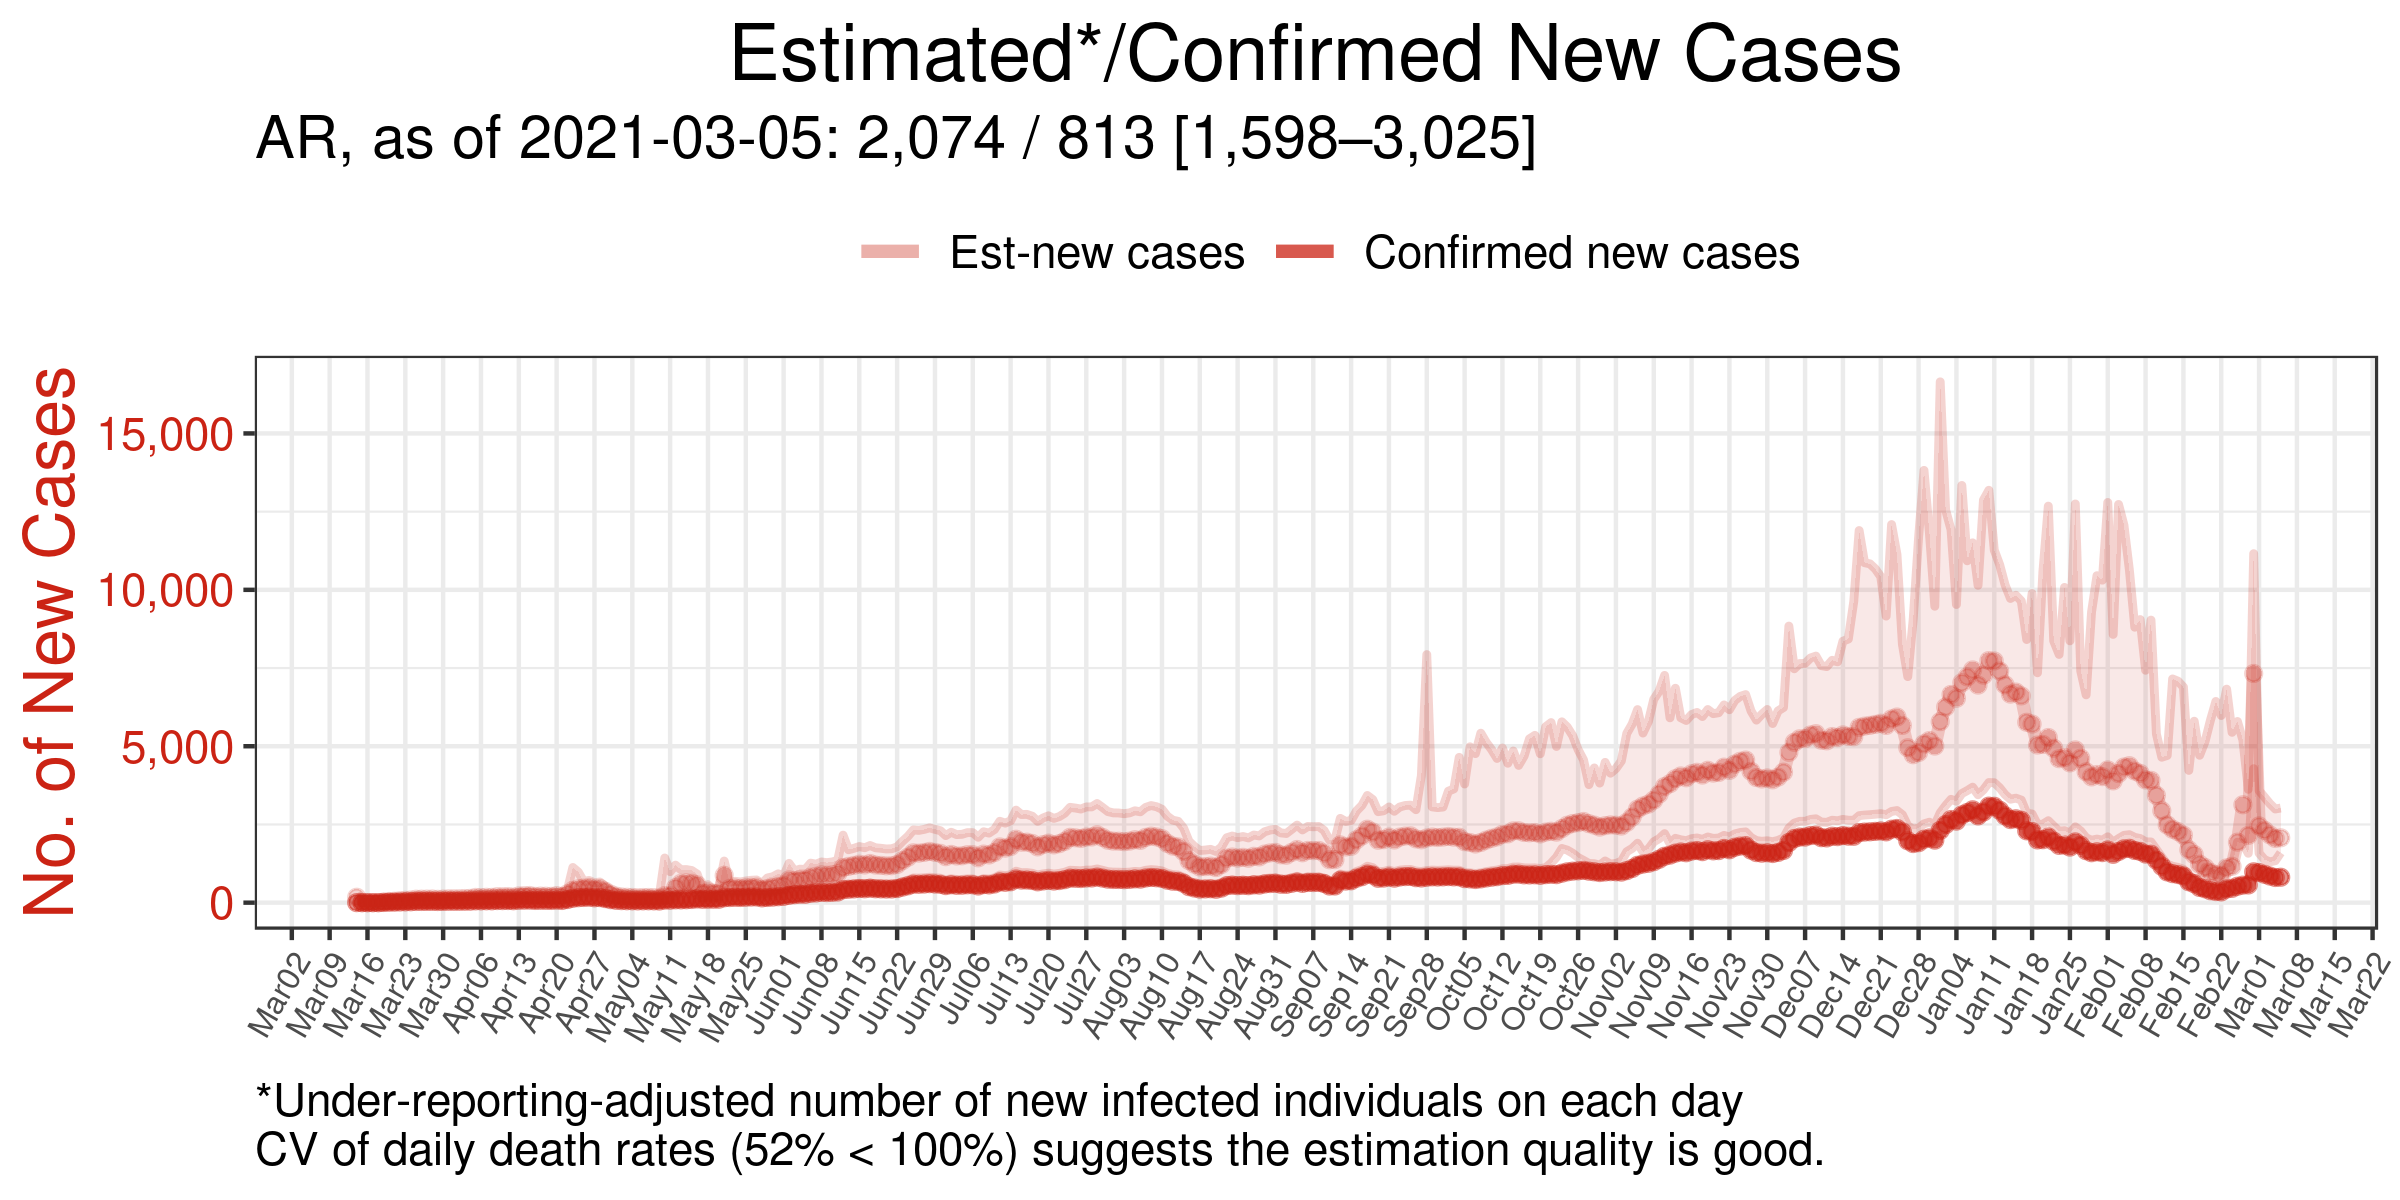 Estimated*/Confirmed New Cases
AR, as of 2021-03-05: 2,074 / 813 [1,598–3,025]
Est-new cases
Confirmed new cases
No. of New Cases
15,000
10,000
5,000
0
Mar02
Mar09
Mar16
Mar23
Mar30
Apr06
Apr13
Apr20
Apr27
May04
May11
May18
May25
Jun01
Jun08
Jun15
Jun22
Jun29
Jul06
Jul13
Jul20
Jul27
Aug03
Aug10
Aug17
Aug24
Aug31
Sep07
Sep14
Sep21
Sep28
Oct05
Oct12
Oct19
Oct26
Nov02
Nov09
Nov16
Nov23
Nov30
Dec07
Dec14
Dec21
Dec28
Jan04
Jan11
Jan18
Jan25
Feb01
Feb08
Feb15
Feb22
Mar01
Mar08
Mar15
Mar22
*Under-reporting-adjusted number of new infected individuals on each day
CV of daily death rates (52% < 100%) suggests the estimation quality is good.